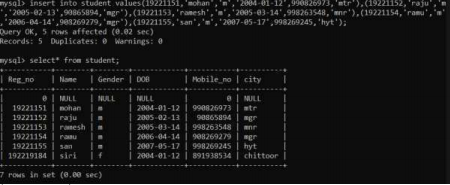 mysql> insert into student values(19221151,'mohan','m','2004-01-12',990826973,'mtr'),(19221152,'raju','m
','2005-02-13',90865894,'mgr'),(19221153,'ramesh','m','2005-03-14',998263548,'mnr'),(19221154,'ramu','m'
,'2006-04-14',908269279,'mgr'),(19221155,'san','m','2007-05-17',998269245,'hyt');
Query OK, 5 rows affected (0.02 sec)
Records: 5 Duplicates: 0 Warnings: 0
mysql> select* from student;
| Reg_no | Name | Gender | DOB | Mobile_no | city |
| 0 | NULL | NULL | NULL | 0 | NULL |
| 19221151 | mohan | m | 2004-01-12 | 990826973 | mtr |
| 19221152 | raju | m | 2005-02-13 | 90865894 | mgr |
| 19221153 | ramesh | m | 2005-03-14 | 998263548 | mnr |
| 19221154 | ramu | m | 2006-04-14 | 908269279 | mgr |
| 19221155 | san | m | 2007-05-17 | 998269245 | hyt |
| 192219184 | siri | f | 2004-01-12 | 891938534 | chittoor |
7 rows in set (0.00 sec)